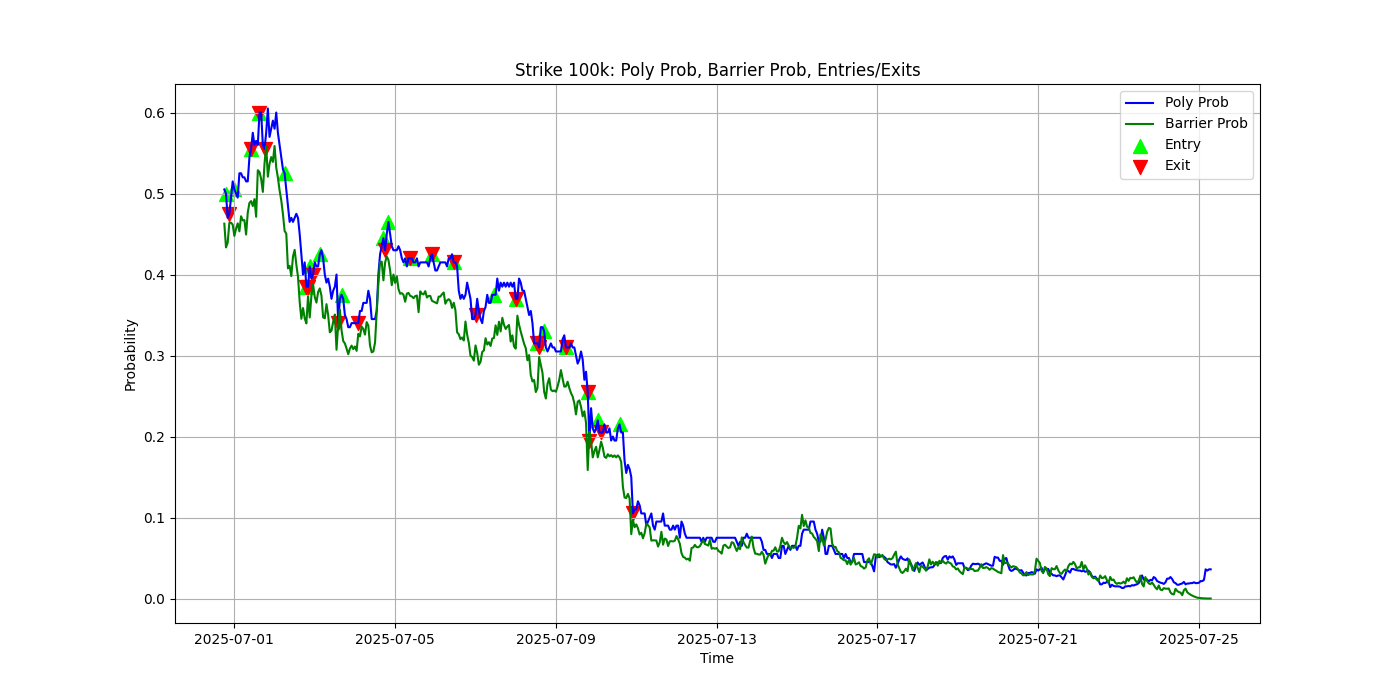 Strike 100k: Poly Prob, Barrier Prob, Entries/Exits
Poly Prob
Barrier Prob
Entry
Exit
Probability
0.6
0.5
0.4
0.3
0.2
0.1
0.0
2025-07-01 2025-07-05 2025-07-09 2025-07-13 2025-07-17 2025-07-21 2025-07-25
Time